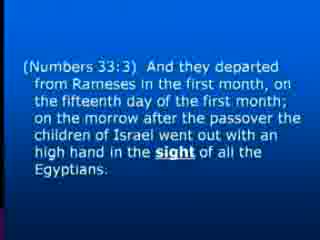 (Numbers 33:3)  And they departed
from Rameses in the first month, on
the fifteenth day of the first month;
on the morrow after the passover the
children of Israel went out with an
high hand in the sight of all the
Egyptians.